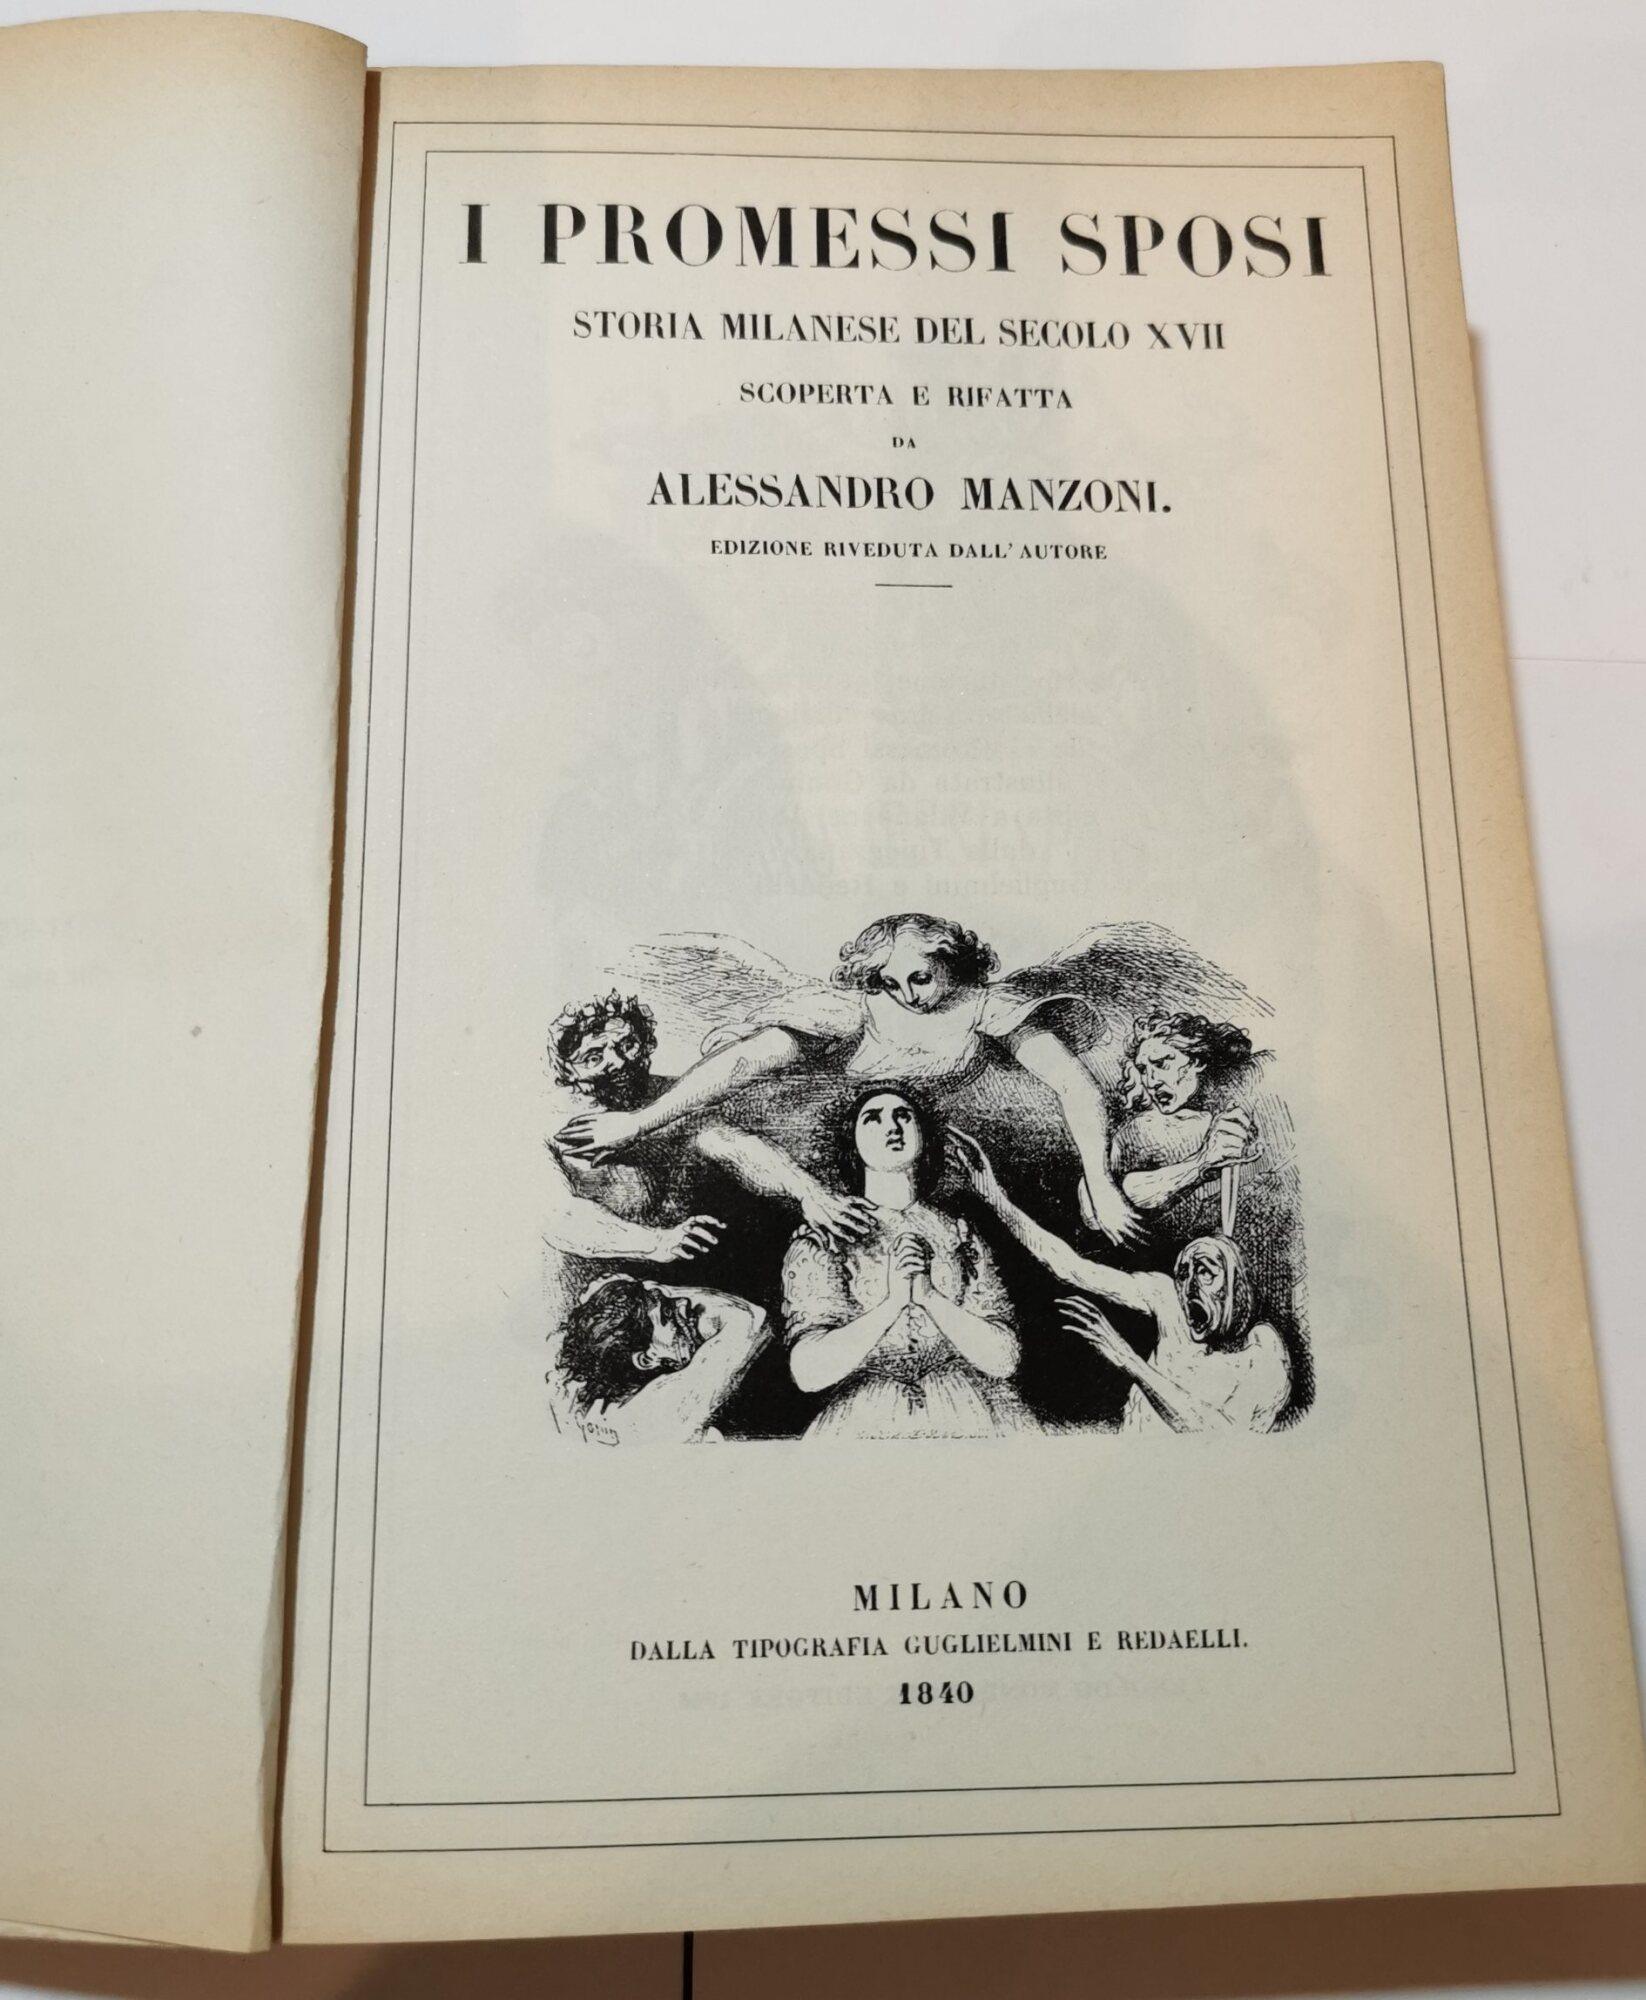 I PROMESSI SPOSI
STORIA MILANESE DEL SECOLO XVII
SCOPERTA E RIFATTA
DA
ALESSANDRO MANZONI.
EDIZIONE RIVEDUTA DALL' AUTORE
Gonin
MILANO
DALLA TIPOGRAFIA GUGLIELMINI E REDAELLI.
1840